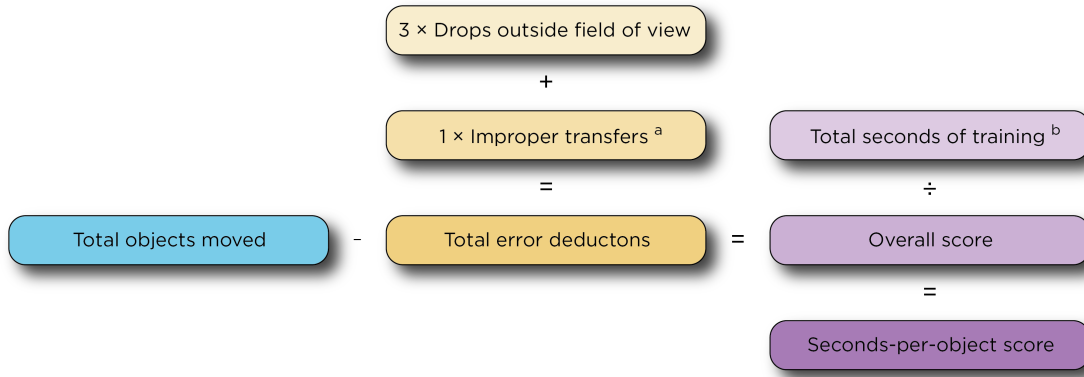 3 × Drops outside field of view
+
1 × Improper transfers a
Total seconds of training b
=
÷
Total objects moved
-
Total error deductons
=
Overall score
=
Seconds-per-object score